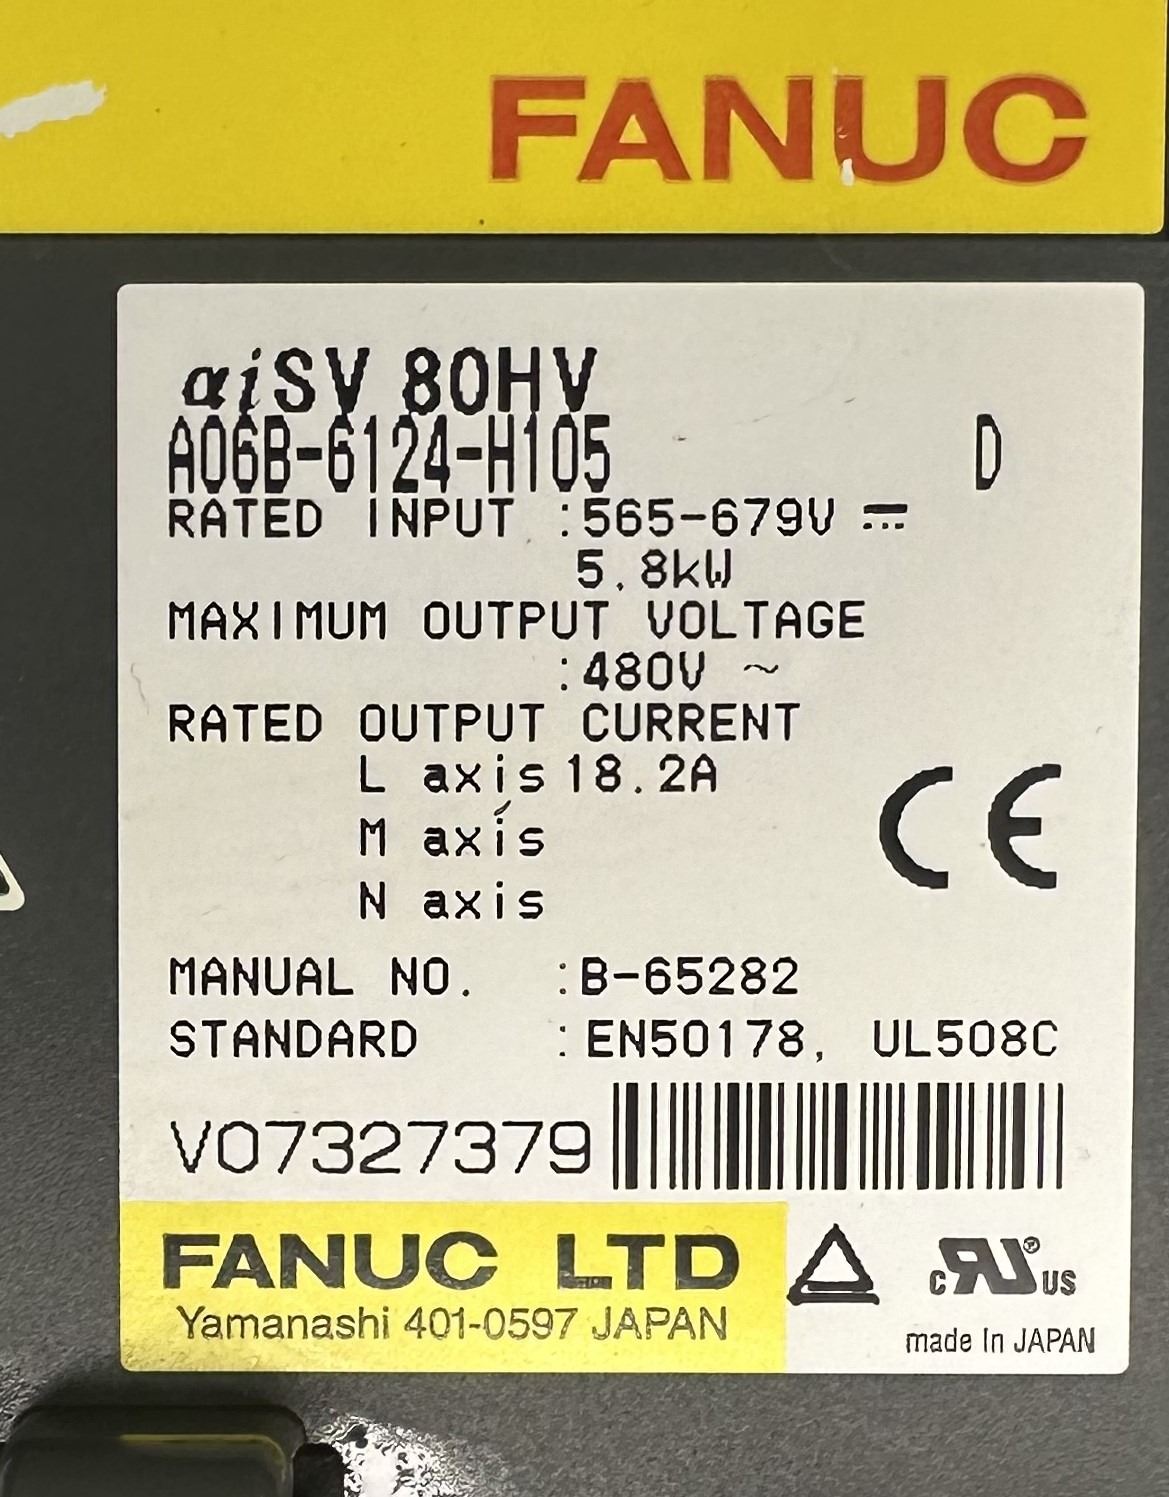 FANUC
αiSV 80HV
A06B-6124-H105 D
RATED INPUT :565-679V ⎓
5.8kW
MAXIMUM OUTPUT VOLTAGE
:480V ~
RATED OUTPUT CURRENT
L axis 18.2A
M axis
N axis
CE
MANUAL NO. :B-65282
STANDARD :EN50178, UL508C
V07327379
FANUC LTD
Yamanashi 401-0597 JAPAN
c RU ® US
made in JAPAN